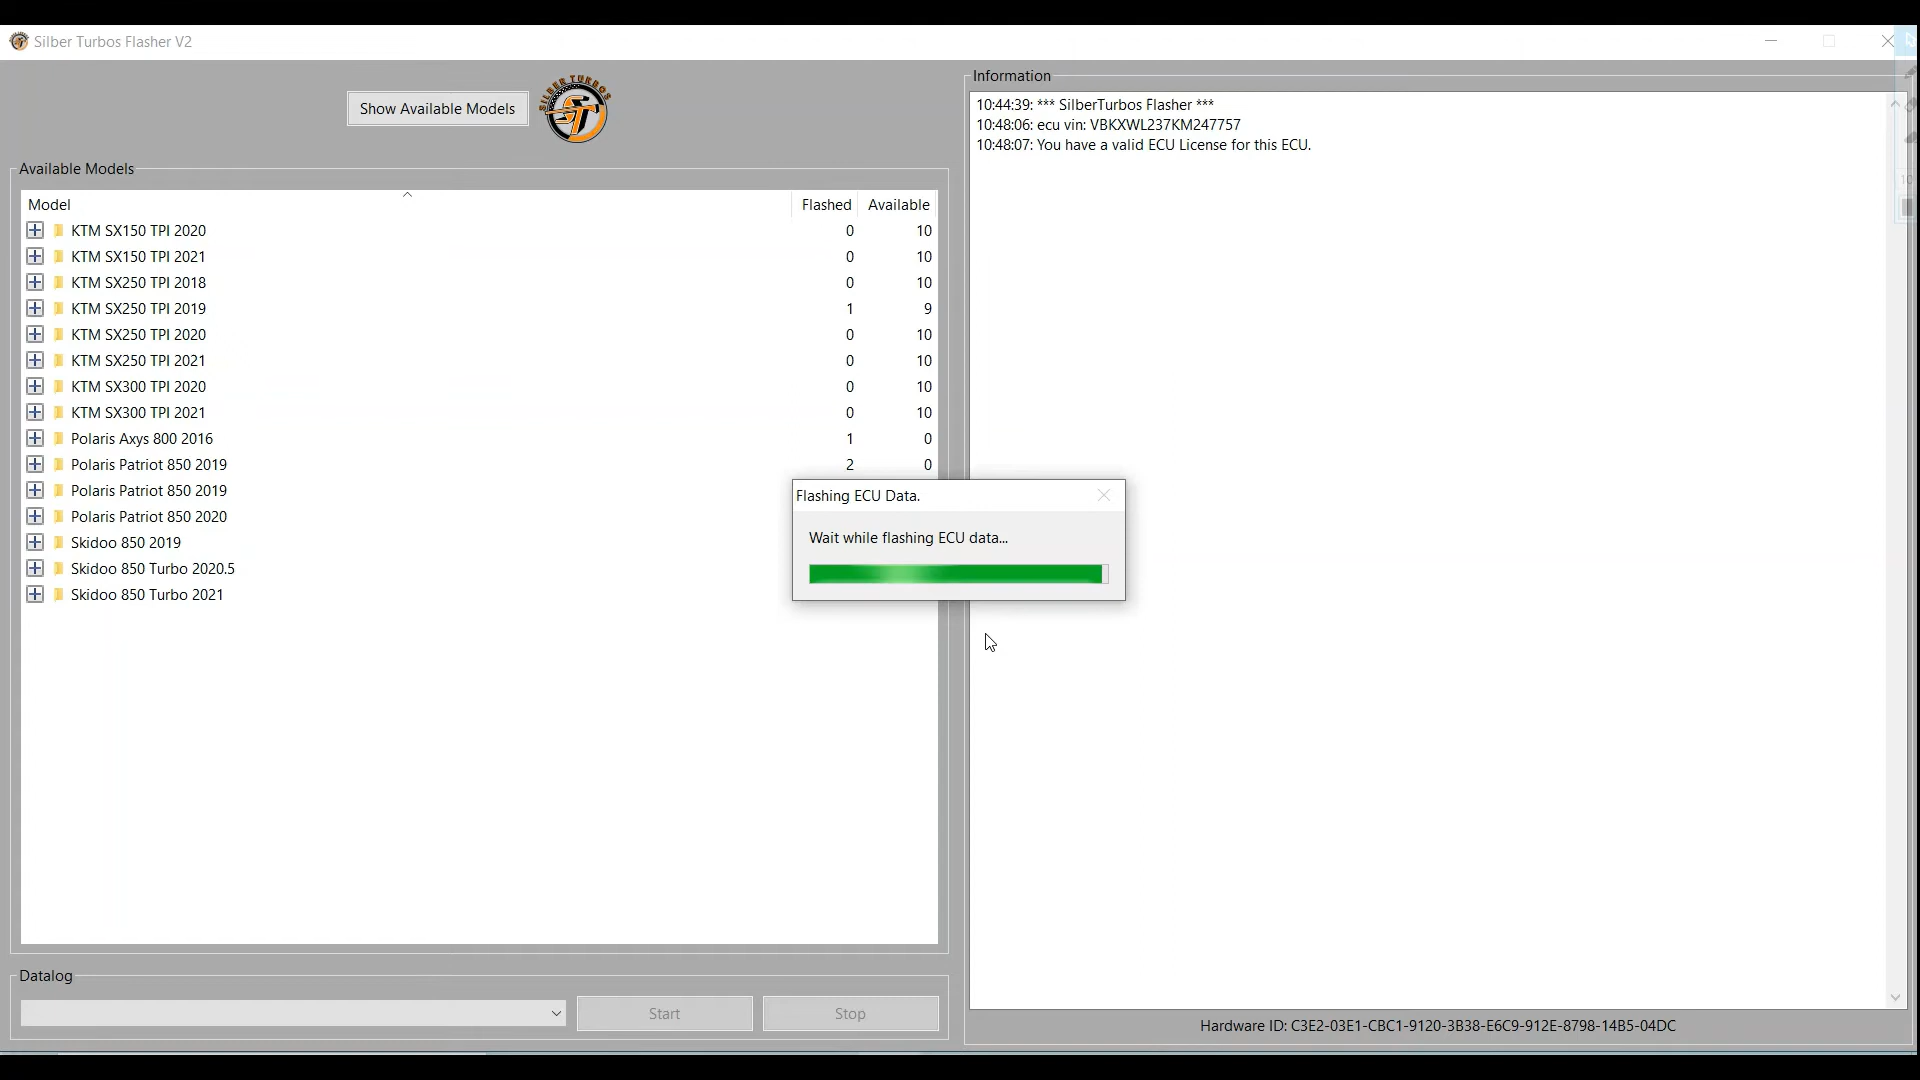 Silber Turbos Flasher V2
Show Available Models
SILBER TURBOS
ST
Available Models
Model Flashed Available
KTM SX150 TPI 2020 0 10
KTM SX150 TPI 2021 0 10
KTM SX250 TPI 2018 0 10
KTM SX250 TPI 2019 1 9
KTM SX250 TPI 2020 0 10
KTM SX250 TPI 2021 0 10
KTM SX300 TPI 2020 0 10
KTM SX300 TPI 2021 0 10
Polaris Axys 800 2016 1 0
Polaris Patriot 850 2019 2 0
Polaris Patriot 850 2019
Polaris Patriot 850 2020
Skidoo 850 2019
Skidoo 850 Turbo 2020.5
Skidoo 850 Turbo 2021
Flashing ECU Data.
Wait while flashing ECU data...
Datalog
Start Stop
Information
10:44:39: *** SilberTurbos Flasher ***
10:48:06: ecu vin: VBKXWL237KM247757
10:48:07: You have a valid ECU License for this ECU.
10
Hardware ID: C3E2-03E1-CBC1-9120-3B38-E6C9-912E-8798-14B5-04DC